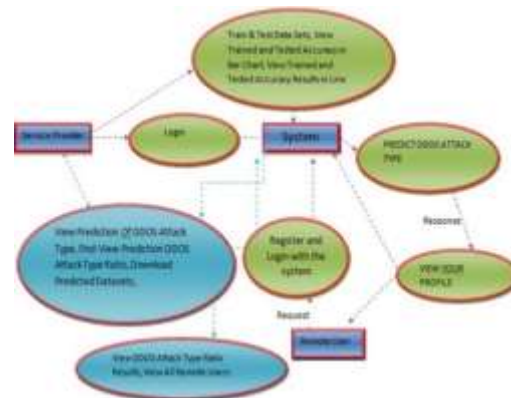 Train & Test Data Sets, View
Trained and Tested Accuracy in
Bar Chart, View Trained and
Tested Accuracy Results in Line
Service Provider
Login
System
PREDICT DDOS ATTACK
TYPE
View Prediction Of DDOS Attack
Type, Find View Prediction DDOS
Attack Type Ratio, Download
Predicted Datasets,
Register and
Login with the
system
Response
VIEW YOUR
PROFILE
Request
View DDOS Attack Type Ratio
Results, View All Remote Users